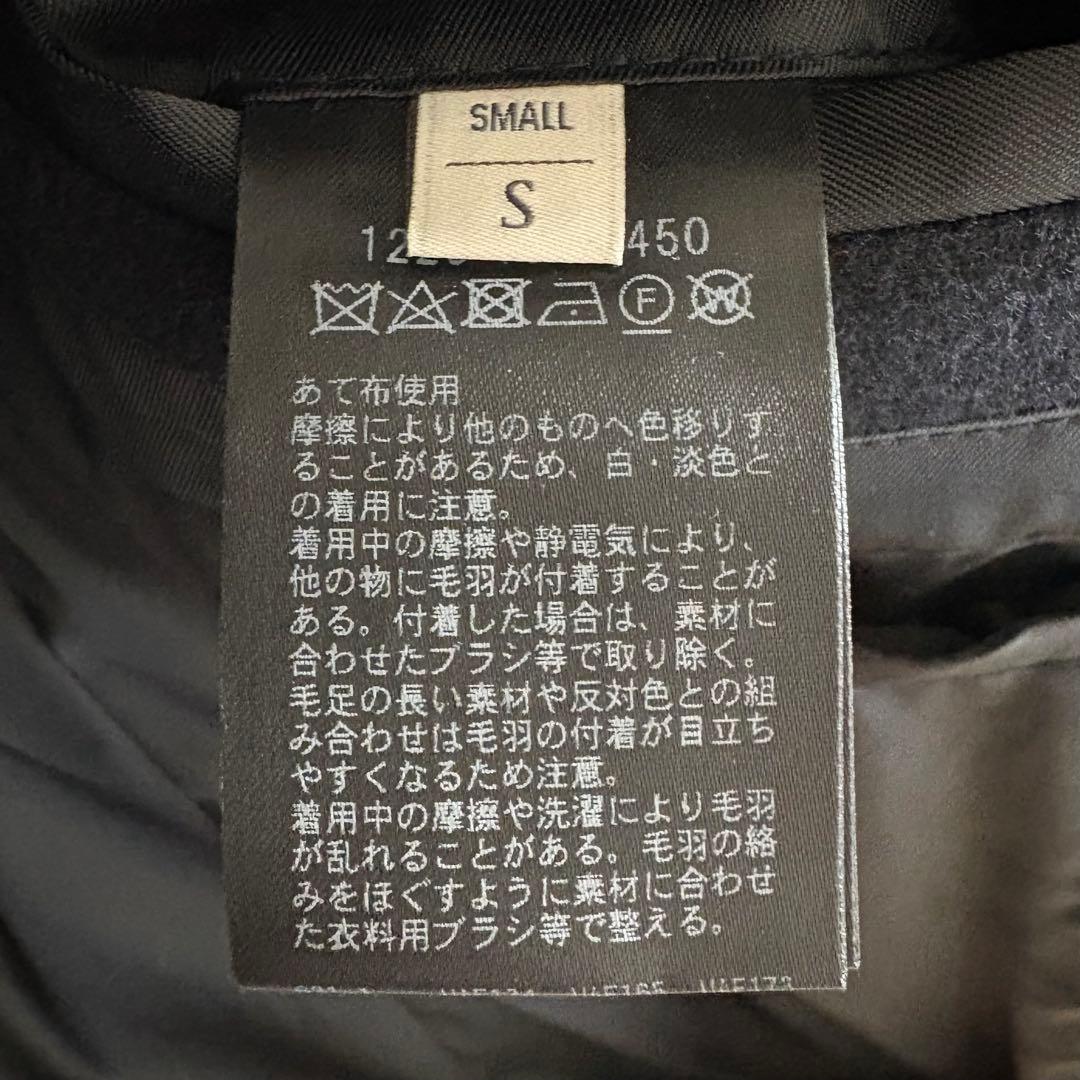 SMALL
S
450
F
W
あて布使用
摩擦により他のものへ色移りす
ることがあるため、白・淡色と
の着用に注意。
着用中の摩擦や静電気により、
他の物に毛羽が付着することが
ある。付着した場合は、素材に
合わせたブラシ等で取り除く。
毛足の長い素材や反対色との組
み合わせは毛羽の付着が目立ち
やすくなるため注意。
着用中の摩擦や洗濯により毛羽
が乱れることがある。毛羽の絡
みをほぐすように素材に合わせ
た衣料用ブラシ等で整える。